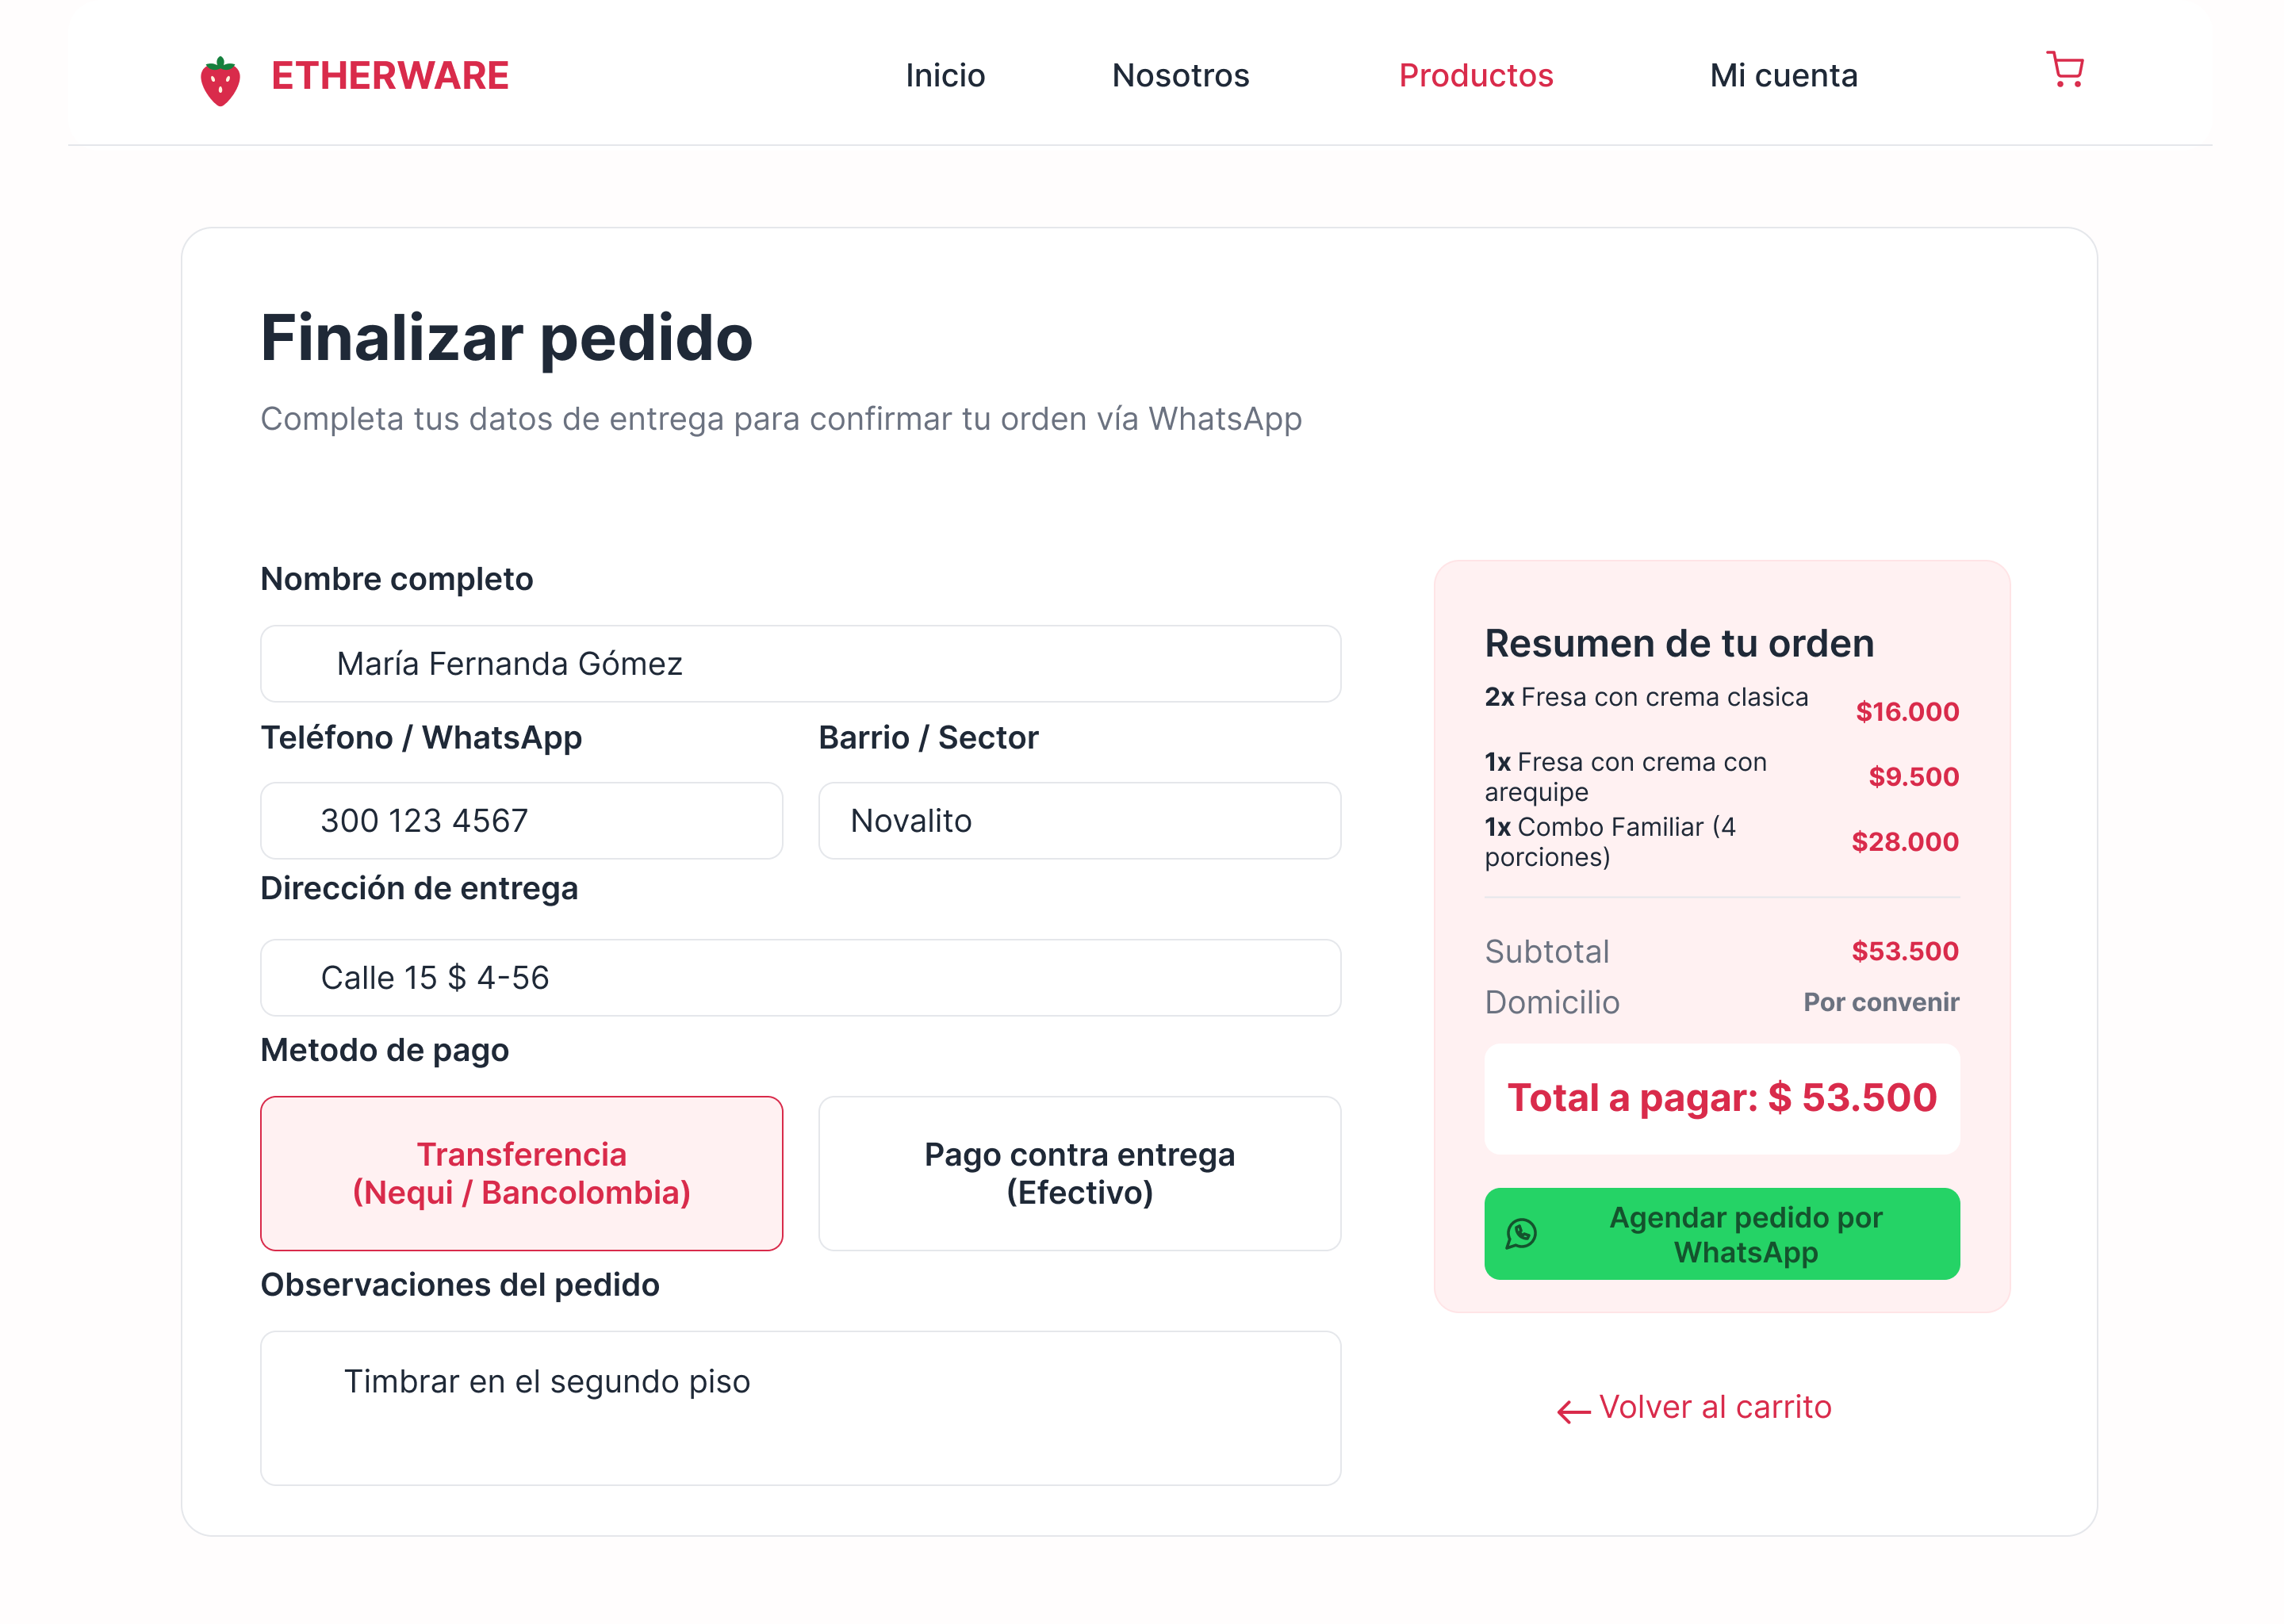 ETHERWARE
Inicio
Nosotros
Productos
Mi cuenta
Finalizar pedido
Completa tus datos de entrega para confirmar tu orden vía WhatsApp
Nombre completo
María Fernanda Gómez
Teléfono / WhatsApp
Barrio / Sector
300 123 4567
Novalito
Dirección de entrega
Calle 15 $ 4-56
Metodo de pago
Transferencia
(Nequi / Bancolombia)
Pago contra entrega
(Efectivo)
Observaciones del pedido
Timbrar en el segundo piso
Resumen de tu orden
2x Fresa con crema clasica
$16.000
1x Fresa con crema con
arequipe
$9.500
1x Combo Familiar (4
porciones)
$28.000
Subtotal
$53.500
Domicilio
Por convenir
Total a pagar: $ 53.500
Agendar pedido por
WhatsApp
Volver al carrito